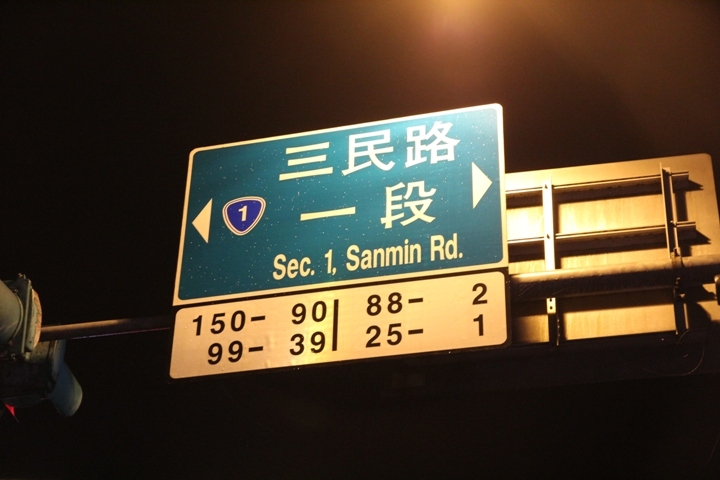 三民路
1 一段
Sec. 1, Sanmin Rd.
150- 90 88- 2
99- 39 25- 1